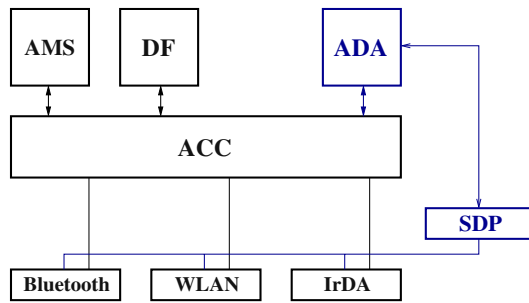 AMS
DF
ADA
ACC
SDP
Bluetooth
WLAN
IrDA